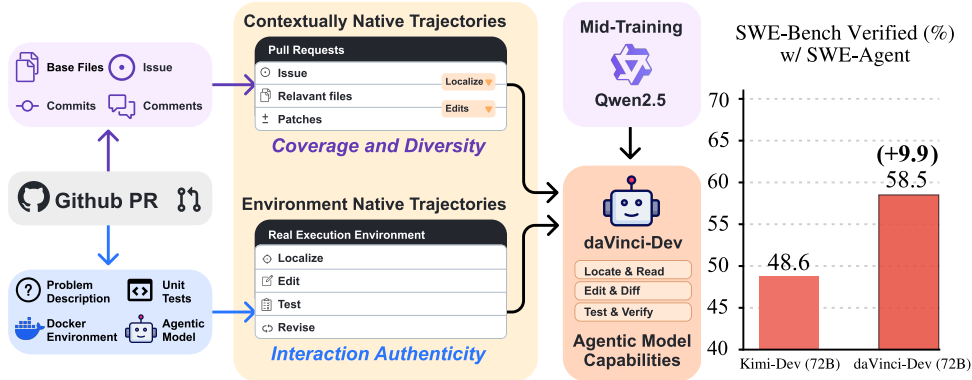 Base Files
Issue
Commits
Comments
Github PR
Problem
Description
Unit
Tests
Docker
Environment
Agentic
Model
Contextually Native Trajectories
Pull Requests
Issue
Relavant files
Patches
Localize
Edits
Coverage and Diversity
Environment Native Trajectories
Real Execution Environment
Localize
Edit
Test
Revise
Interaction Authenticity
Mid-Training
Qwen2.5
daVinci-Dev
Locate & Read
Edit & Diff
Test & Verify
Agentic Model
Capabilities
SWE-Bench Verified (%)
w/ SWE-Agent
70
65
60
55
50
45
40
48.6
(+9.9)
58.5
Kimi-Dev (72B)
daVinci-Dev (72B)